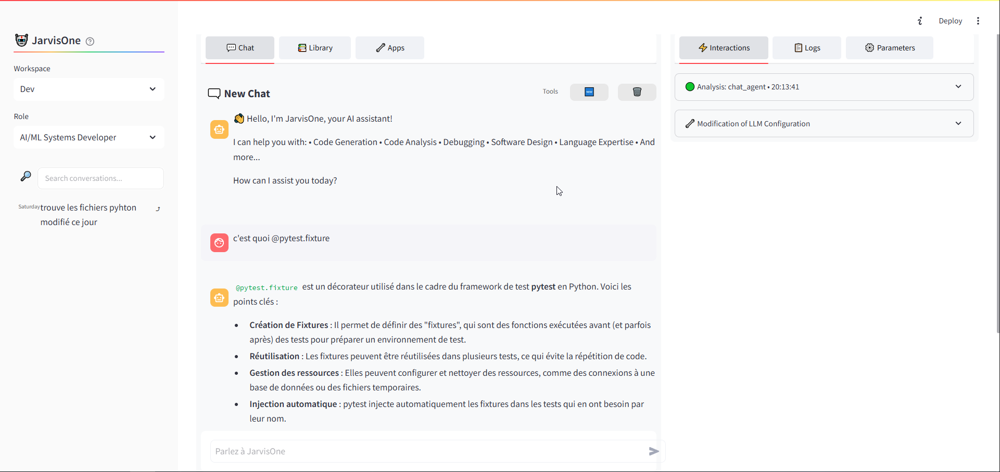 JarvisOne
Workspace
Dev
Role
AI/ML Systems Developer
Search conversations...
Saturday trouve les fichiers pyhton
modifié ce jour
Deploy
Chat
Library
Apps
New Chat
Tools
NEW
Hello, I'm JarvisOne, your AI assistant!
I can help you with: • Code Generation • Code Analysis • Debugging • Software Design • Language Expertise • And
more...
How can I assist you today?
c'est quoi @pytest.fixture
@pytest.fixture est un décorateur utilisé dans le cadre du framework de test pytest en Python. Voici les
points clés :
• Création de Fixtures : Il permet de définir des "fixtures", qui sont des fonctions exécutées avant (et parfois
après) des tests pour préparer un environnement de test.
• Réutilisation : Les fixtures peuvent être réutilisées dans plusieurs tests, ce qui évite la répétition de code.
• Gestion des ressources : Elles peuvent configurer et nettoyer des ressources, comme des connexions à une
base de données ou des fichiers temporaires.
• Injection automatique : pytest injecte automatiquement les fixtures dans les tests qui en ont besoin par
leur nom.
Parlez à JarvisOne
Interactions
Logs
Parameters
Analysis: chat_agent • 20:13:41
Modification of LLM Configuration